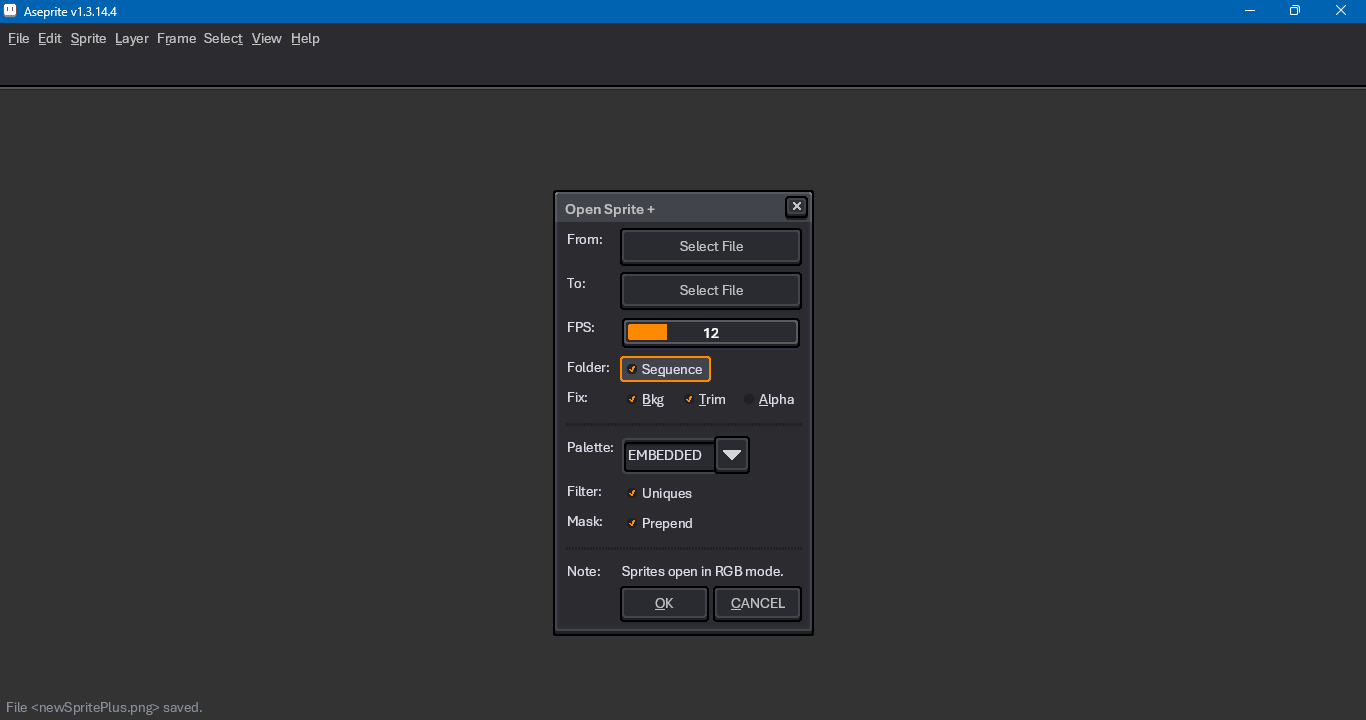 Aseprite v1.3.14.4
File Edit Sprite Layer Frame Select View Help
Open Sprite +
From: Select File
To: Select File
FPS: 12
Folder: Sequence
Fix: Bkg Trim Alpha
Palette: EMBEDDED
Filter: Uniques
Mask: Prepend
Note: Sprites open in RGB mode.
OK CANCEL
File <newSpritePlus.png> saved.